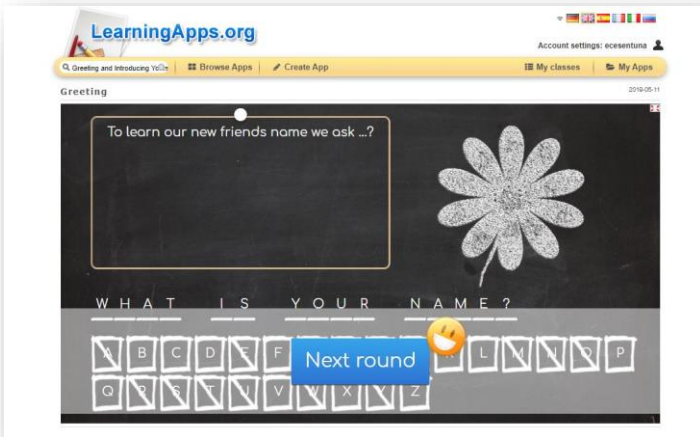 LearningApps.org
Account settings: ecesentuna
Greeting and Introducing Browse Apps Create App My classes My Apps
Greeting 2019-05-11
To learn our new friends name we ask ...?
WHAT IS YOUR NAME?
A B C D E F L M N O P
Next round
Q R S T U V W X Y Z